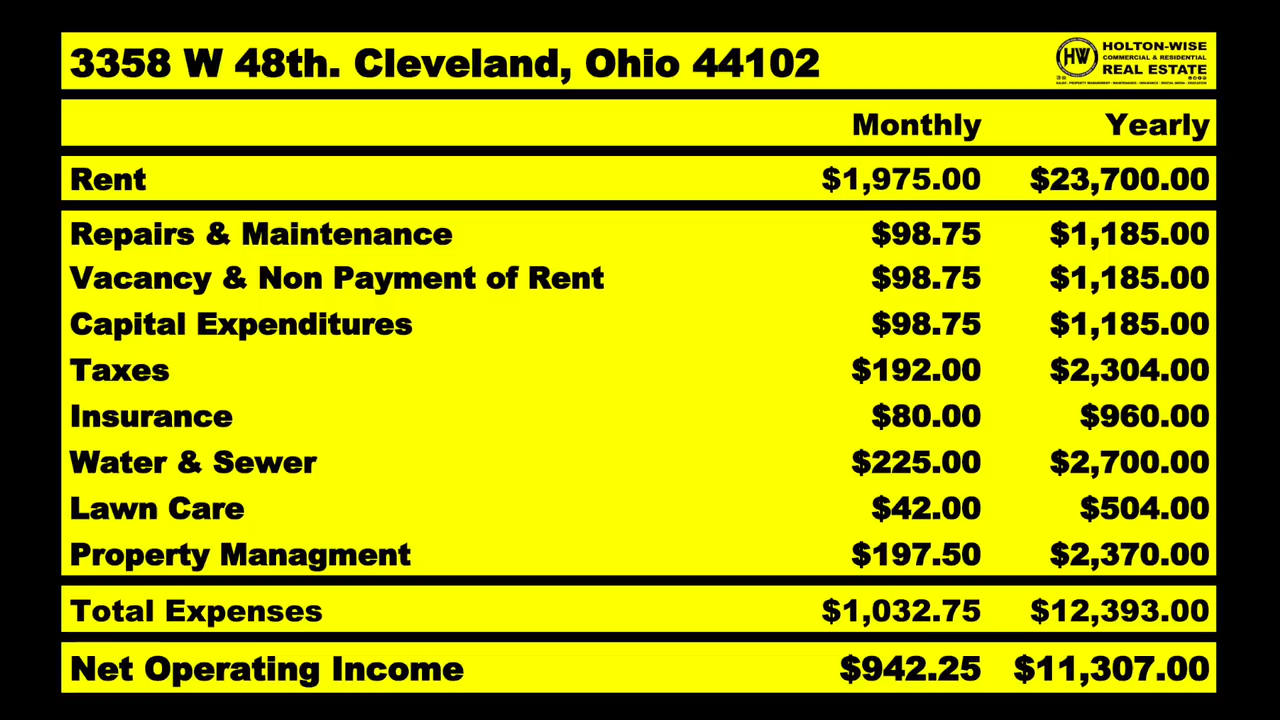 3358 W 48th. Cleveland, Ohio 44102
HW
HOLTON-WISE
COMMERCIAL & RESIDENTIAL
REAL ESTATE
Monthly Yearly
Rent $1,975.00 $23,700.00
Repairs & Maintenance $98.75 $1,185.00
Vacancy & Non Payment of Rent $98.75 $1,185.00
Capital Expenditures $98.75 $1,185.00
Taxes $192.00 $2,304.00
Insurance $80.00 $960.00
Water & Sewer $225.00 $2,700.00
Lawn Care $42.00 $504.00
Property Managment $197.50 $2,370.00
Total Expenses $1,032.75 $12,393.00
Net Operating Income $942.25 $11,307.00